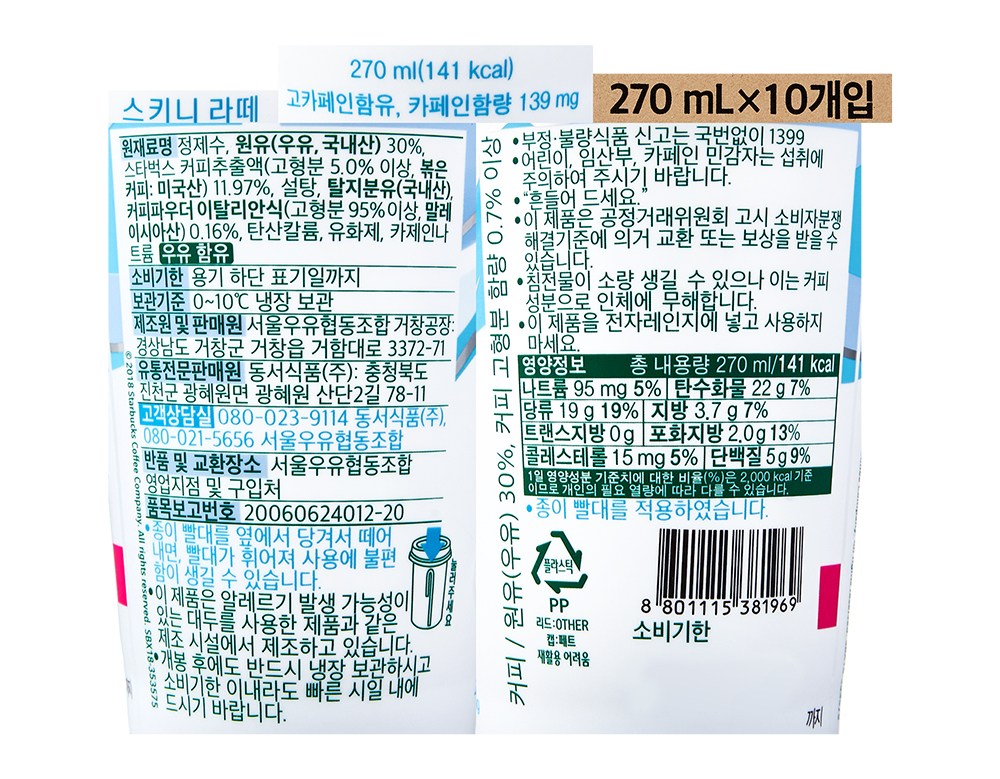 270 ml(141 kcal)
고카페인함유, 카페인함량 139 mg
270 mL×10개입
스키니 라떼
원재료명 정제수, 원유(우유, 국내산) 30%,
스타벅스 커피추출액(고형분 5.0% 이상, 볶은
커피: 미국산) 11.97%, 설탕, 탈지분유(국내산),
커피파우더 이탈리안식(고형분 95% 이상, 말레
이시아산) 0.16%, 탄산칼륨, 유화제, 카제인나
트륨 우유 함유
소비기한 용기 하단 표기일까지
보관기준 0~10℃ 냉장 보관
제조원 및 판매원 서울우유협동조합 거창공장:
경상남도 거창군 거창읍 거함대로 3372-71
유통전문판매원 동서식품(주): 충청북도
진천군 광혜원면 광혜원 산단2길 78-11
고객상담실 080-023-9114 동서식품(주),
080-021-5656 서울우유협동조합
반품 및 교환장소 서울우유협동조합
영업지점 및 구입처
품목보고번호 20060624012-20
•종이 빨대를 옆에서 당겨서 떼어
내면, 빨대가 휘어져 사용에 불편
함이 생길 수 있습니다.
•이 제품은 알레르기 발생 가능성이
있는 대두를 사용한 제품과 같은
제조 시설에서 제조하고 있습니다.
•개봉 후에도 반드시 냉장 보관하시고
소비기한 이내라도 빠른 시일 내에
드시기 바랍니다.
눌러주세요
© 2018 Starbucks Coffee Company. All rights reserved. SBX18-353575
커피 / 원유(우유) 30%, 커피 고형분 함량 0.7% 이상
•부정·불량식품 신고는 국번없이 1399
•어린이, 임산부, 카페인 민감자는 섭취에
주의하여 주시기 바랍니다.
•“흔들어 드세요.”
•이 제품은 공정거래위원회 고시 소비자분쟁
해결기준에 의거 교환 또는 보상을 받을 수
있습니다.
•침전물이 소량 생길 수 있으나 이는 커피
성분으로 인체에 무해합니다.
•이 제품을 전자레인지에 넣고 사용하지
마세요.
영양정보 총 내용량 270 ml/141 kcal
나트륨 95 mg 5% 탄수화물 22 g 7%
당류 19 g 19% 지방 3.7 g 7%
트랜스지방 0 g 포화지방 2.0 g 13%
콜레스테롤 15 mg 5% 단백질 5 g 9%
1일 영양성분 기준치에 대한 비율(%)은 2,000 kcal 기준
이므로 개인의 필요 열량에 따라 다를 수 있습니다.
•종이 빨대를 적용하였습니다.
플라스틱
PP
리드:OTHER
캡:페트
재활용 어려움
8 801115 381969
소비기한
까지